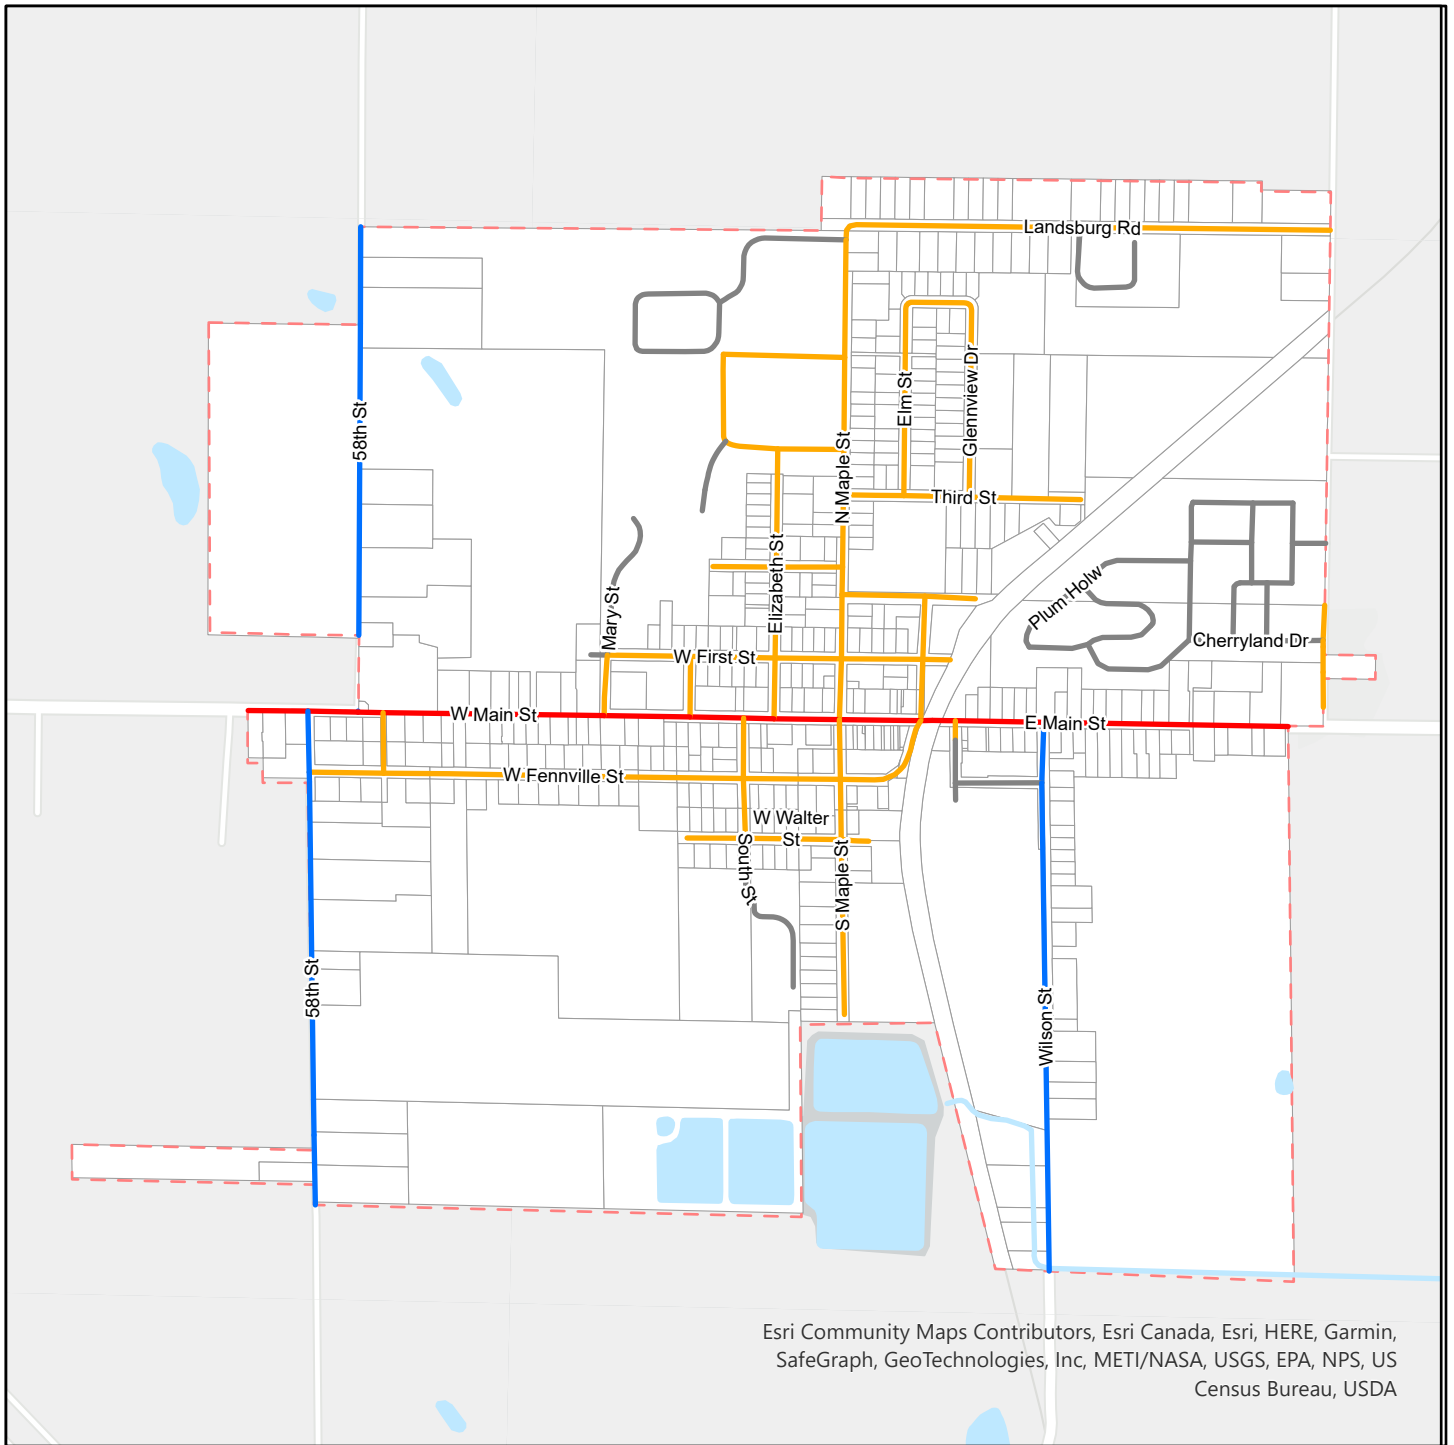 Landsburg Rd
58th St
Elm St
Glennview Dr
N Maple St
Third St
Elizabeth St
Mary St
Plum Holw
Cherryland Dr
W First St
W Main St
E Main St
W Fennville St
W Walter
St
South St
S Maple St
58th St
Wilson St
Esri Community Maps Contributors, Esri Canada, Esri, HERE, Garmin,
SafeGraph, GeoTechnologies, Inc, METI/NASA, USGS, EPA, NPS, US
Census Bureau, USDA